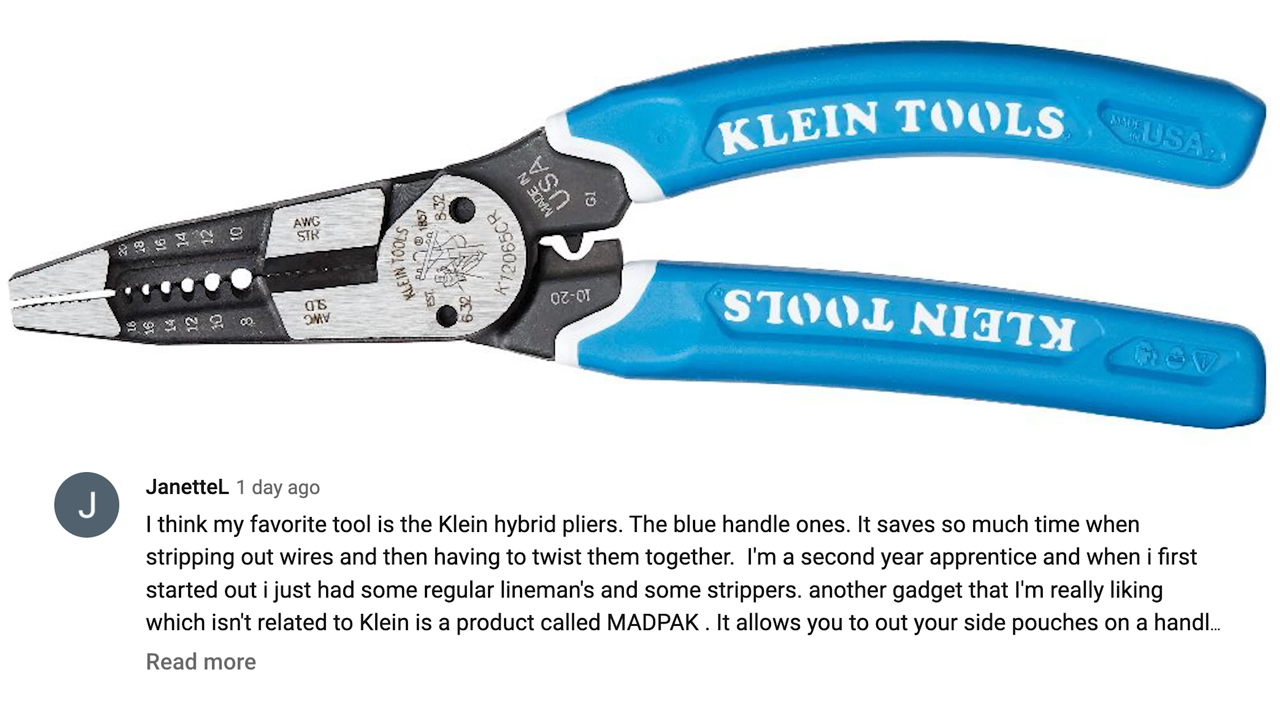 KLEIN TOOLS
MADE IN USA
MADE IN
USA
G1
AWG
STR
20 18 16 14 12 10
KLEIN TOOLS
EST. ® 1857
8-32
K12065CR
6-32
AWG
SLD
18 16 14 12 10 8
10-20
KLEIN TOOLS
J
JanetteL 1 day ago
I think my favorite tool is the Klein hybrid pliers. The blue handle ones. It saves so much time when
stripping out wires and then having to twist them together.  I'm a second year apprentice and when i first
started out i just had some regular lineman's and some strippers. another gadget that I'm really liking
which isn't related to Klein is a product called MADPAK . It allows you to out your side pouches on a handl…
Read more